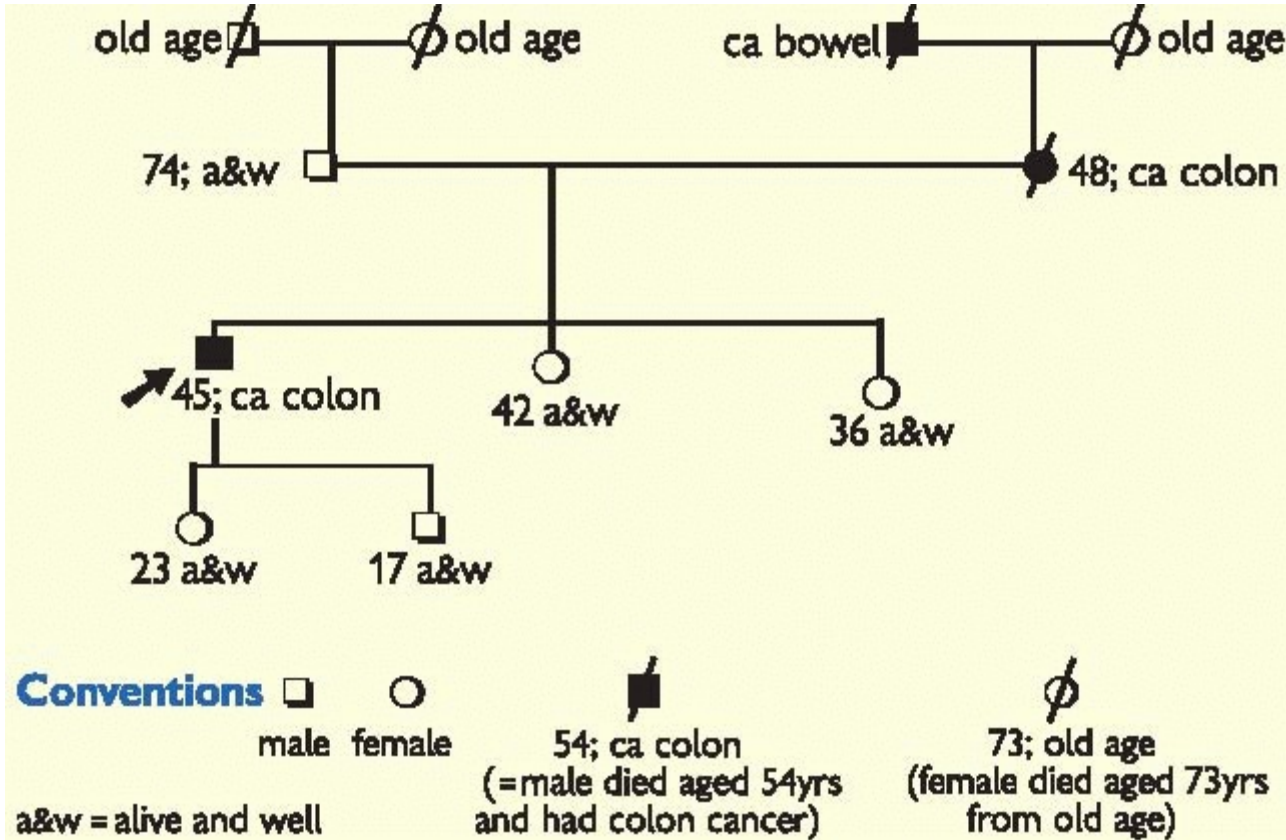 old age old age ca bowel old age
74; a&w 48; ca colon
45; ca colon 42 a&w 36 a&w
23 a&w 17 a&w
Conventions
male female 54; ca colon 73; old age
(=male died aged 54yrs (female died aged 73yrs
a&w = alive and well and had colon cancer) from old age)